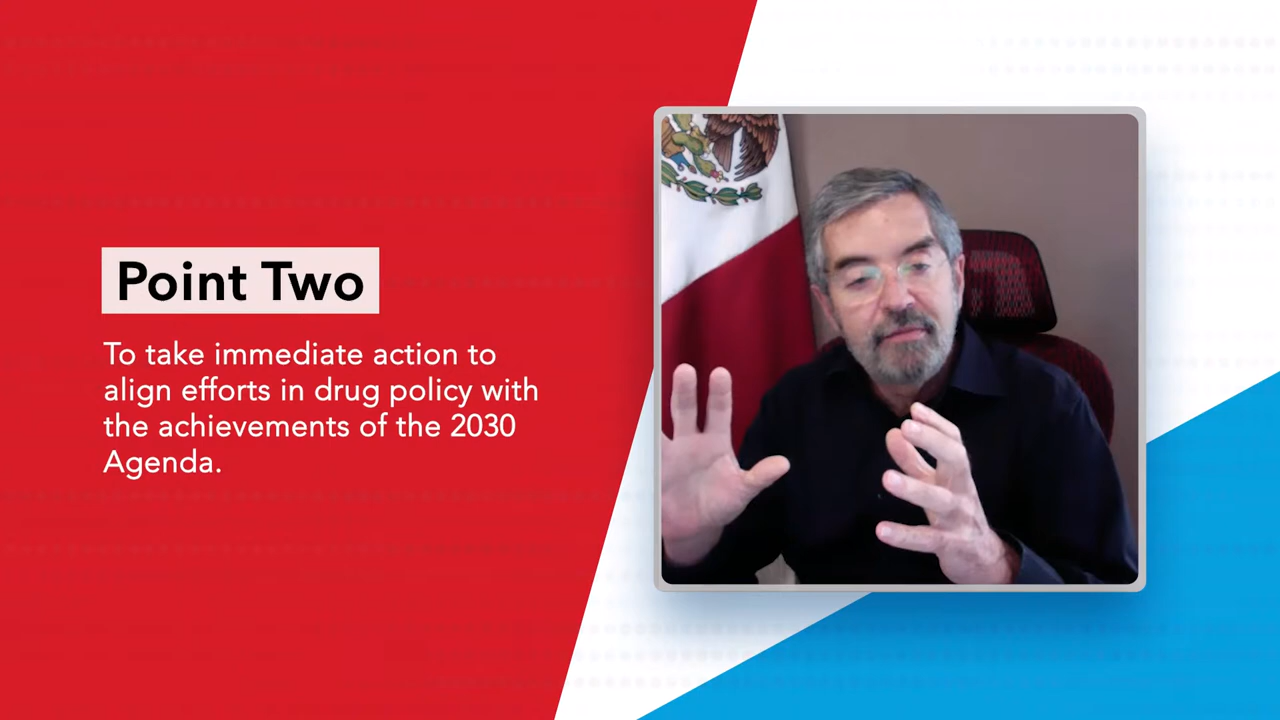 Point Two
To take immediate action to
align efforts in drug policy with
the achievements of the 2030
Agenda.